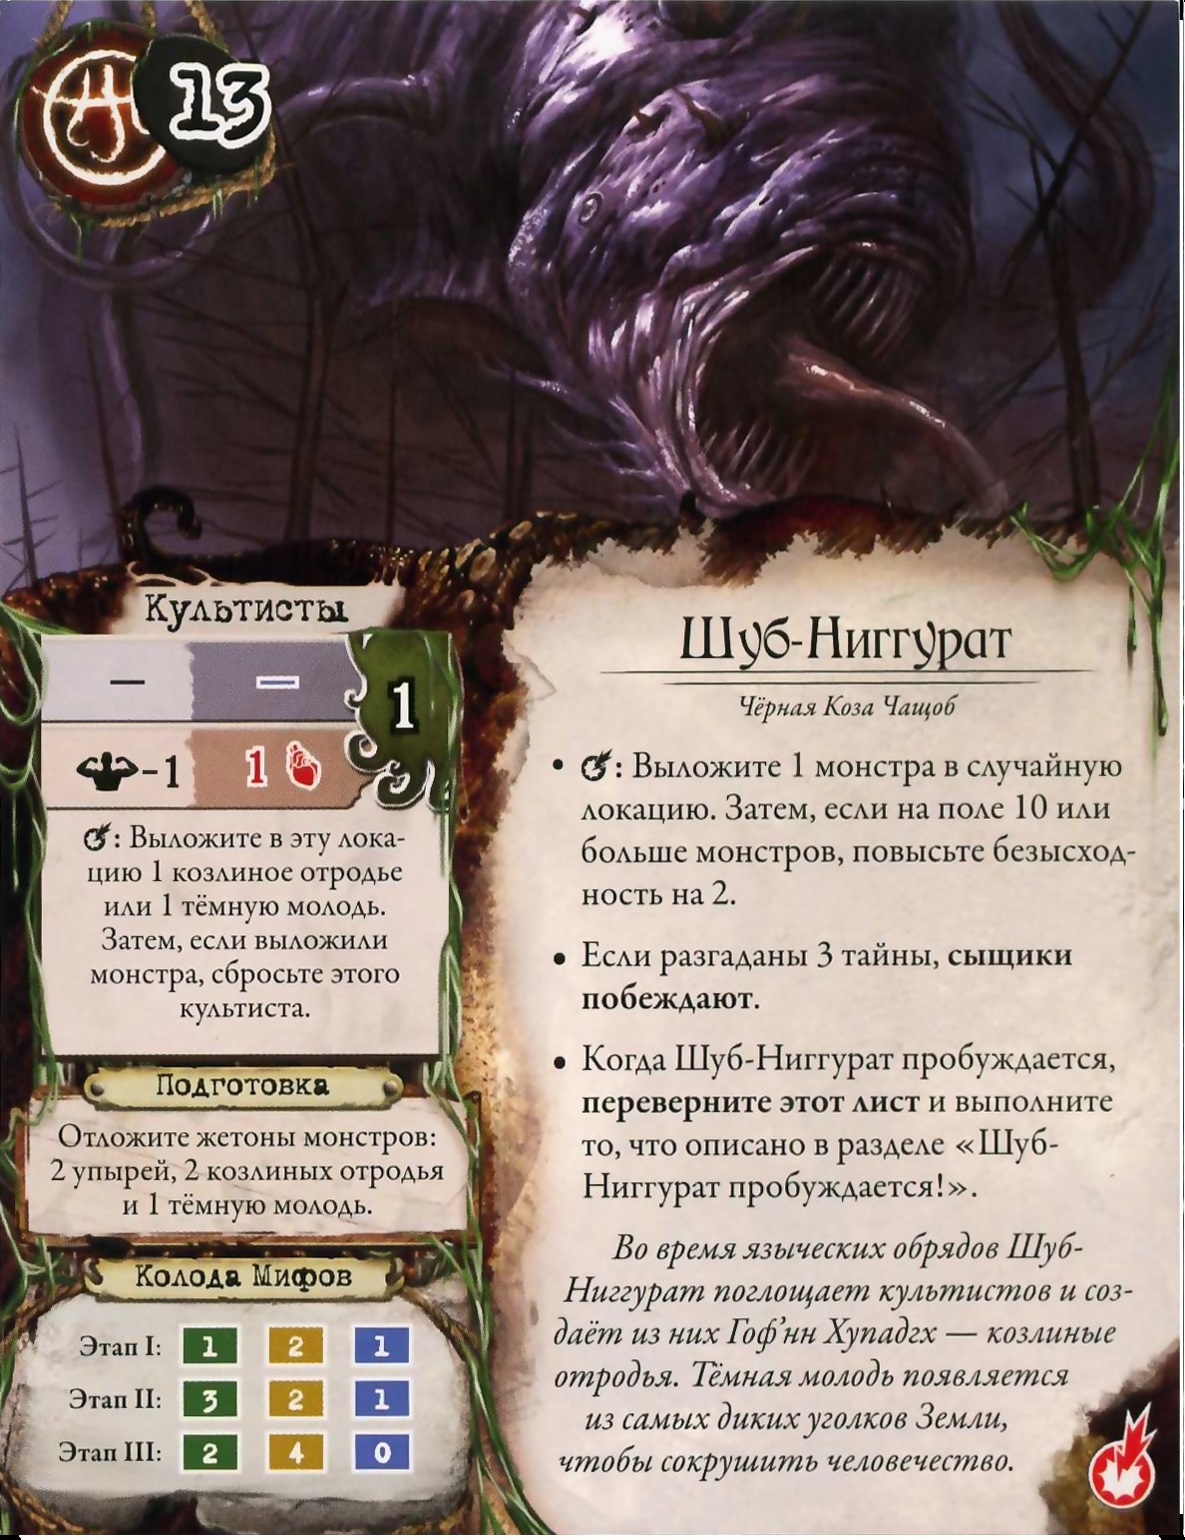 13
Культисты
— —
1
-1 1
: Выложите в эту лока-
цию 1 козлиное отродье
или 1 тёмную молодь.
Затем, если выложили
монстра, сбросьте этого
культиста.
Подготовка
Отложите жетоны монстров:
2 упырей, 2 козлиных отродья
и 1 тёмную молодь.
Колода Мифов
Этап I: 1 2 1
Этап II: 3 2 1
Этап III: 2 4 0
Шуб-Ниггурат
Чёрная Коза Чащоб
• : Выложите 1 монстра в случайную
локацию. Затем, если на поле 10 или
больше монстров, повысьте безысход-
ность на 2.
• Если разгаданы 3 тайны, сыщики
побеждают.
• Когда Шуб-Ниггурат пробуждается,
переверните этот лист и выполните
то, что описано в разделе «Шуб-
Ниггурат пробуждается!».
Во время языческих обрядов Шуб-
Ниггурат поглощает культистов и соз-
даёт из них Гоф'нн Хупадгх — козлиные
отродья. Тёмная молодь появляется
из самых диких уголков Земли,
чтобы сокрушить человечество.